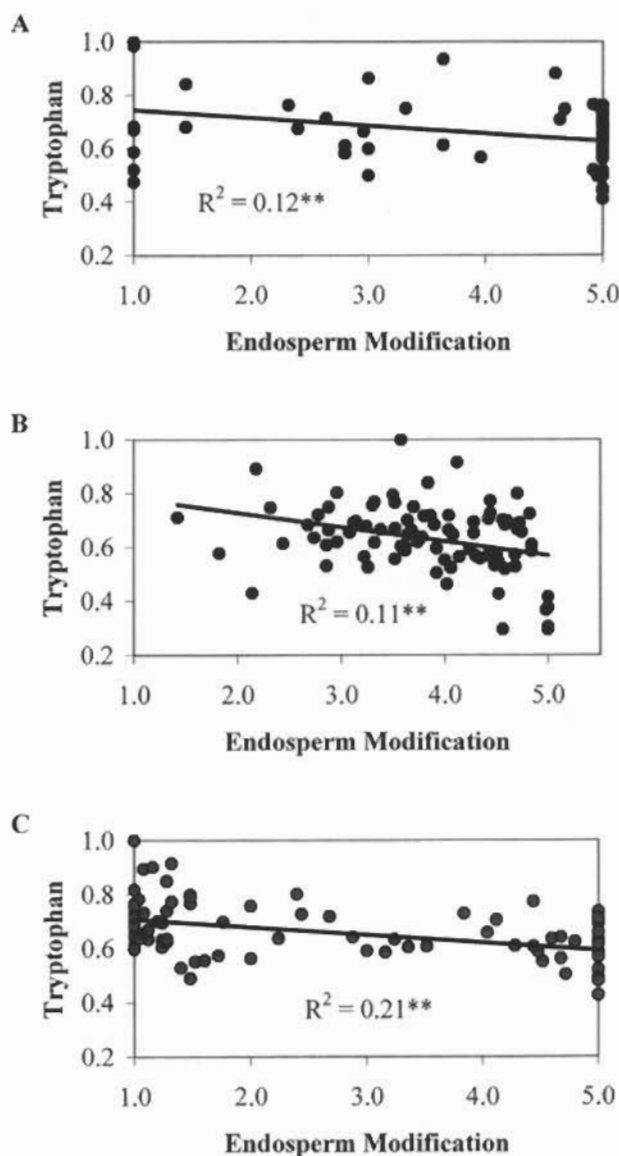 A
1.0
0.8
0.6
0.4
0.2
Tryptophan
R² = 0.12**
1.0 2.0 3.0 4.0 5.0
Endosperm Modification
B
1.0
0.8
0.6
0.4
0.2
Tryptophan
R² = 0.11**
1.0 2.0 3.0 4.0 5.0
Endosperm Modification
C
1.0
0.8
0.6
0.4
0.2
Tryptophan
R² = 0.21**
1.0 2.0 3.0 4.0 5.0
Endosperm Modification